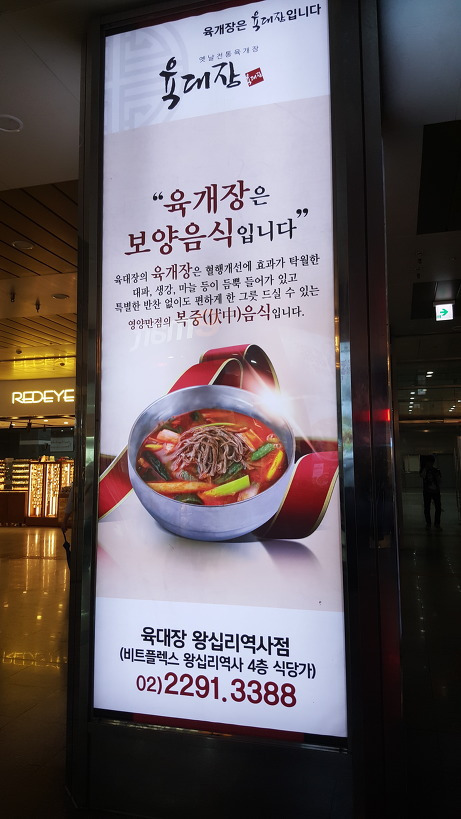 육개장은 육대장입니다
옛날전통육개장
육대장
“육개장은
보양음식입니다”
육대장의 육개장은 혈행개선에 효과가 탁월한
대파, 생강, 마늘 등이 듬뿍 들어가 있고
특별한 반찬 없이도 편하게 한 그릇 드실 수 있는
영양만점의 복중(伏中)음식입니다.
REDEYE
육대장 왕십리역사점
(비트플렉스 왕십리역사 4층 식당가)
02)2291.3388